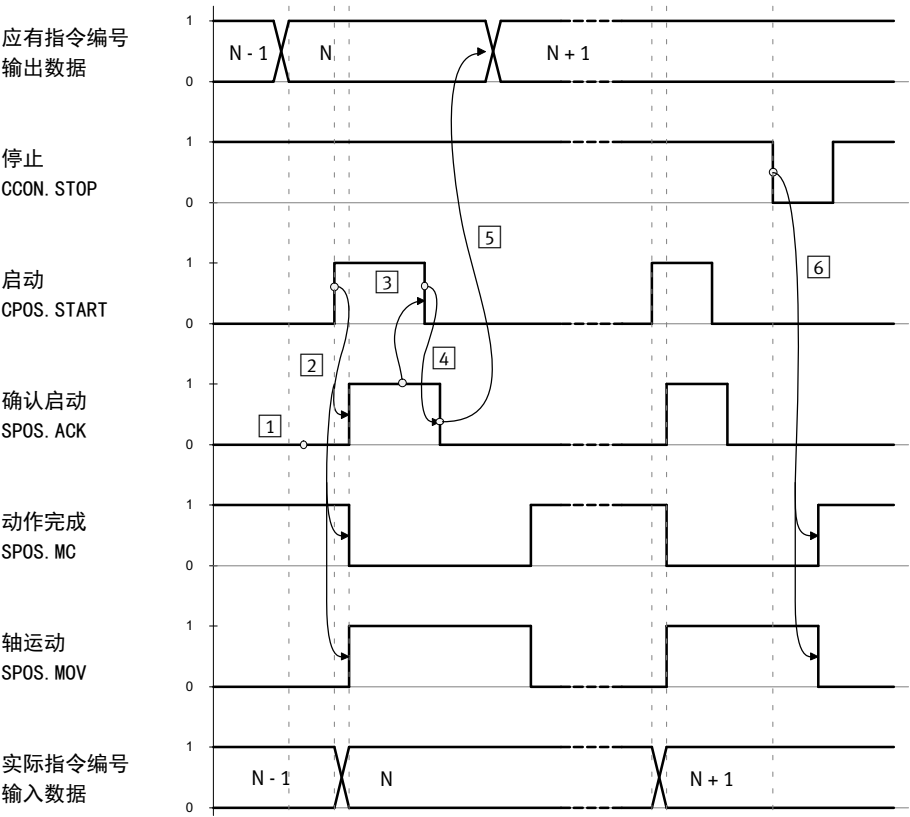 应有指令编号
输出数据
1
0
N - 1
N
N + 1
停止
CCON.STOP
1
0
5
6
启动
CPOS.START
1
0
3
2
4
确认启动
SPOS.ACK
1
0
1
动作完成
SPOS.MC
1
0
轴运动
SPOS.MOV
1
0
实际指令编号
输入数据
1
0
N - 1
N
N + 1